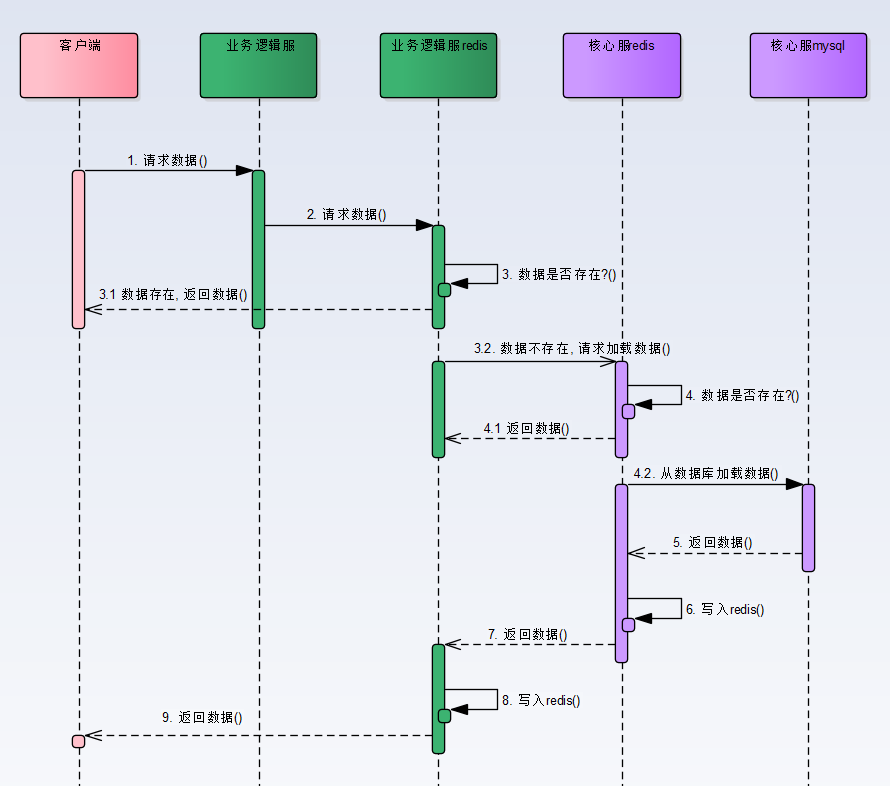 客户端
业务逻辑服
业务逻辑服redis
核心服redis
核心服mysql
1. 请求数据()
2. 请求数据()
3. 数据是否存在?()
3.1 数据存在, 返回数据()
3.2. 数据不存在, 请求加载数据()
4. 数据是否存在?()
4.1 返回数据()
4.2. 从数据库加载数据()
5. 返回数据()
6. 写入redis()
7. 返回数据()
8. 写入redis()
9. 返回数据()